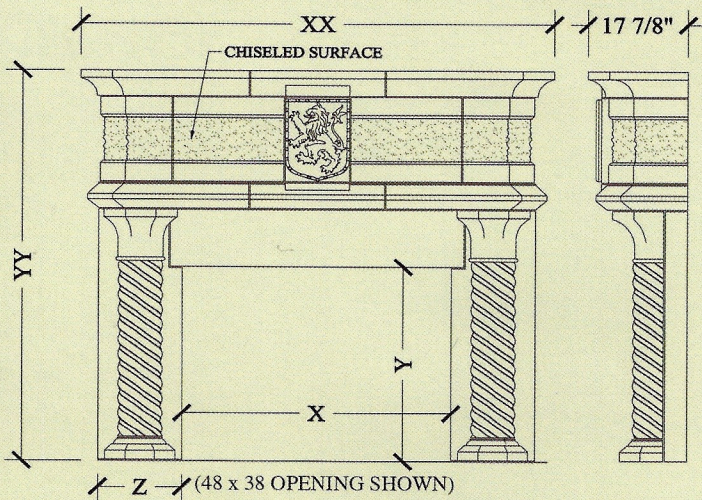 XX
17 7/8"
CHISELED SURFACE
YY
Y
X
Z
(48 x 38 OPENING SHOWN)